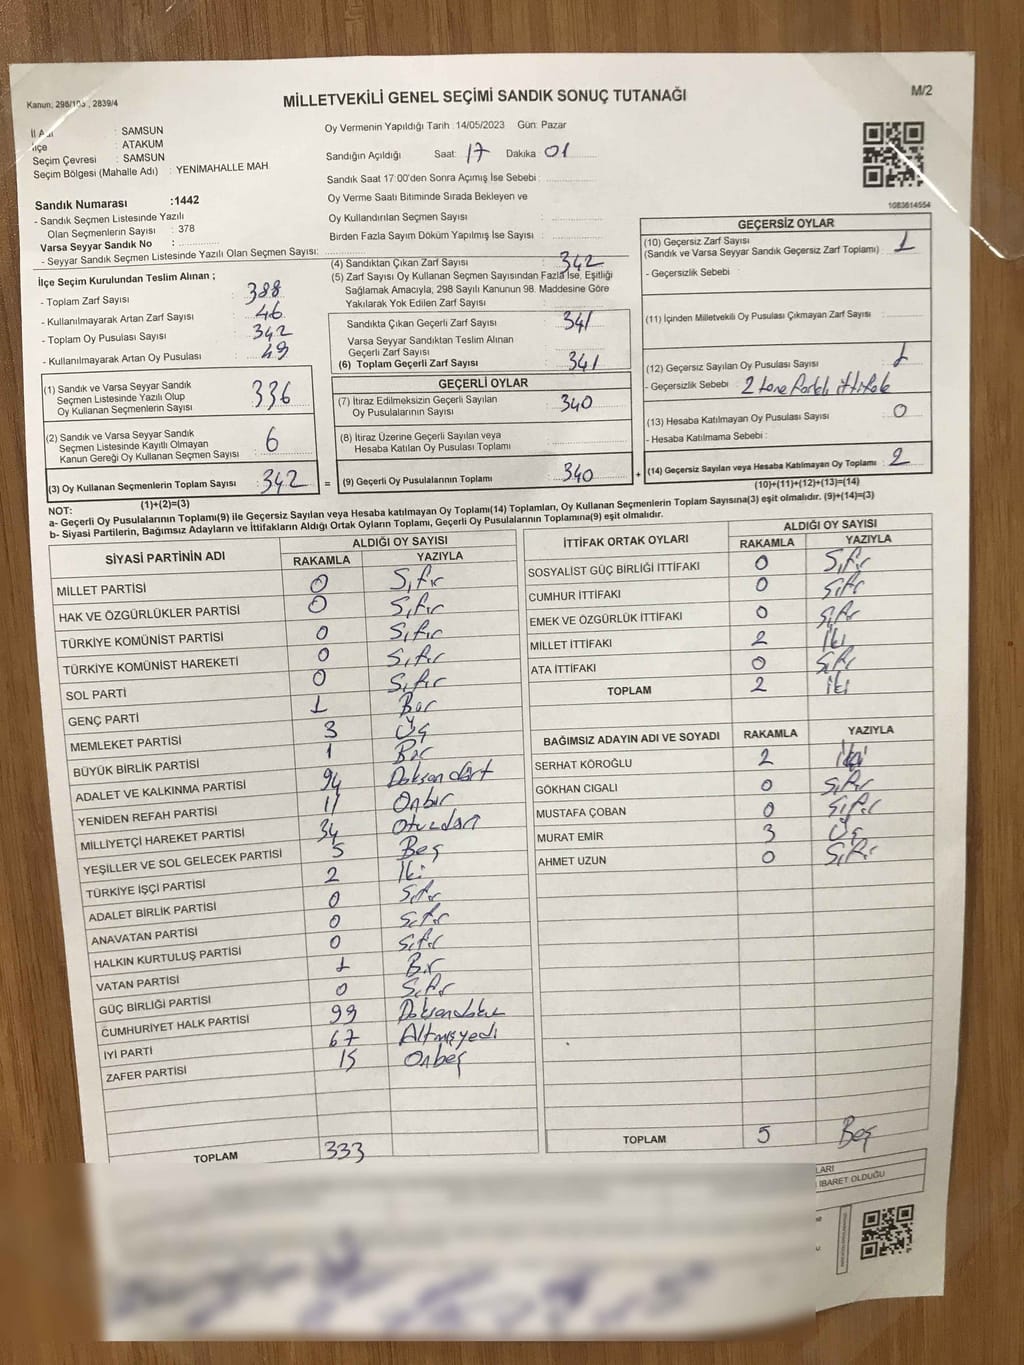 Kanun; 298/105 , 2839/4
MİLLETVEKİLİ GENEL SEÇİMİ SANDIK SONUÇ TUTANAĞI
M/2
İl Adı : SAMSUN
İlçe : ATAKUM
Seçim Çevresi : SAMSUN
Seçim Bölgesi (Mahalle Adı) : YENİMAHALLE MAH
Oy Vermenin Yapıldığı Tarih : 14/05/2023 Gün: Pazar
Sandığın Açıldığı Saat: 17 Dakika 01
Sandık Saat 17:00'den Sonra Açımış İse Sebebi :
Oy Verme Saati Bitiminde Sırada Bekleyen ve
Oy Kullandırılan Seçmen Sayısı :
Birden Fazla Sayım Döküm Yapılmış İse Sayısı :
1083614554
Sandık Numarası :1442
- Sandık Seçmen Listesinde Yazılı
Olan Seçmenlerin Sayısı : 378
Varsa Seyyar Sandık No :
- Seyyar Sandık Seçmen Listesinde Yazılı Olan Seçmen Sayısı:
İlçe Seçim Kurulundan Teslim Alınan ;
- Toplam Zarf Sayısı : 388
- Kullanılmayarak Artan Zarf Sayısı : 46
- Toplam Oy Pusulası Sayısı : 342
- Kullanılmayarak Artan Oy Pusulası : 49
(1) Sandık ve Varsa Seyyar Sandık
Seçmen Listesinde Yazılı Olup
Oy Kullanan Seçmenlerin Sayısı : 336
(2) Sandık ve Varsa Seyyar Sandık
Seçmen Listesinde Kayıtlı Olmayan
Kanun Gereği Oy Kullanan Seçmen Sayısı : 6
(3) Oy Kullanan Seçmenlerin Toplam Sayısı : 342
(1)+(2)=(3)
(4) Sandıktan Çıkan Zarf Sayısı : 342
(5) Zarf Sayısı Oy Kullanan Seçmen Sayısından Fazla İse, Eşitliği
Sağlamak Amacıyla, 298 Sayılı Kanunun 98. Maddesine Göre
Yakılarak Yok Edilen Zarf Sayısı :
Sandıkta Çıkan Geçerli Zarf Sayısı : 341
Varsa Seyyar Sandıktan Teslim Alınan
Geçerli Zarf Sayısı :
(6) Toplam Geçerli Zarf Sayısı : 341
GEÇERLİ OYLAR
(7) İtiraz Edilmeksizin Geçerli Sayılan
Oy Pusulalarının Sayısı : 340
(8) İtiraz Üzerine Geçerli Sayılan veya
Hesaba Katılan Oy Pusulası Toplamı :
= (9) Geçerli Oy Pusulalarının Toplamı : 340 +
GEÇERSİZ OYLAR
(10) Geçersiz Zarf Sayısı
(Sandık ve Varsa Seyyar Sandık Geçersiz Zarf Toplamı) : 1
- Geçersizlik Sebebi :
(11) İçinden Milletvekili Oy Pusulası Çıkmayan Zarf Sayısı :
(12) Geçersiz Sayılan Oy Pusulası Sayısı : 1
- Geçersizlik Sebebi : 2 tane farklı ittifak
(13) Hesaba Katılmayan Oy Pusulası Sayısı : 0
- Hesaba Katılmama Sebebi :
(14) Geçersiz Sayılan veya Hesaba Katılmayan Oy Toplamı : 2
(10)+(11)+(12)+(13)=(14)
NOT:
a- Geçerli Oy Pusulalarının Toplamı(9) ile Geçersiz Sayılan veya Hesaba katılmayan Oy Toplamı(14) Toplamları, Oy Kullanan Seçmenlerin Toplam Sayısına(3) eşit olmalıdır. (9)+(14)=(3)
b- Siyasi Partilerin, Bağımsız Adayların ve İttifakların Aldığı Ortak Oyların Toplamı, Geçerli Oy Pusulalarının Toplamına(9) eşit olmalıdır.
SİYASİ PARTİNİN ADI ALDIĞI OY SAYISI
RAKAMLA YAZIYLA
MİLLET PARTİSİ 0 Sıfır
HAK VE ÖZGÜRLÜKLER PARTİSİ 0 Sıfır
TÜRKİYE KOMÜNİST PARTİSİ 0 Sıfır
TÜRKİYE KOMÜNİST HAREKETİ 0 Sıfır
SOL PARTİ 0 Sıfır
GENÇ PARTİ 1 Bir
MEMLEKET PARTİSİ 3 Üç
BÜYÜK BİRLİK PARTİSİ 1 Bir
ADALET VE KALKINMA PARTİSİ 94 Doksandört
YENİDEN REFAH PARTİSİ 11 Onbir
MİLLİYETÇİ HAREKET PARTİSİ 34 Otuzdört
YEŞİLLER VE SOL GELECEK PARTİSİ 5 Beş
TÜRKİYE İŞÇİ PARTİSİ 2 İki
ADALET BİRLİK PARTİSİ 0 Sıfır
ANAVATAN PARTİSİ 0 Sıfır
HALKIN KURTULUŞ PARTİSİ 0 Sıfır
VATAN PARTİSİ 1 Bir
GÜÇ BİRLİĞİ PARTİSİ 0 Sıfır
CUMHURİYET HALK PARTİSİ 99 Doksandokuz
İYİ PARTİ 67 Altmışyedi
ZAFER PARTİSİ 15 Onbeş
TOPLAM 333
İTTİFAK ORTAK OYLARI ALDIĞI OY SAYISI
RAKAMLA YAZIYLA
SOSYALİST GÜÇ BİRLİĞİ İTTİFAKI 0 Sıfır
CUMHUR İTTİFAKI 0 Sıfır
EMEK VE ÖZGÜRLÜK İTTİFAKI 0 Sıfır
MİLLET İTTİFAKI 2 İki
ATA İTTİFAKI 0 Sıfır
TOPLAM 2 İki
BAĞIMSIZ ADAYIN ADI VE SOYADI RAKAMLA YAZIYLA
SERHAT KÖROĞLU 2 İki
GÖKHAN CIGALI 0 Sıfır
MUSTAFA ÇOBAN 0 Sıfır
MURAT EMİR 3 Üç
AHMET UZUN 0 Sıfır
TOPLAM 5 Beş
LARI
İBARET OLDUĞU